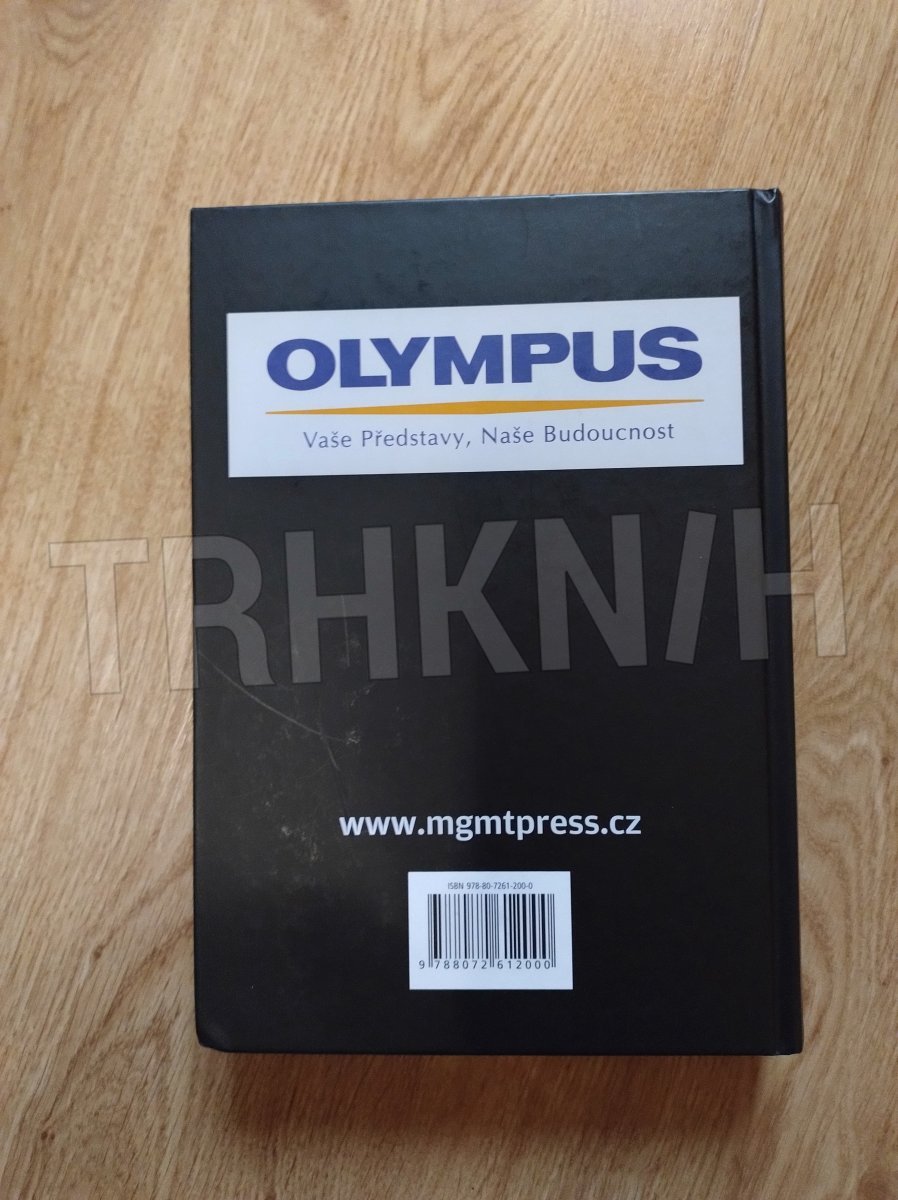 OLYMPUS
Vaše Představy, Naše Budoucnost
TRHKNIH
www.mgmtpress.cz
ISBN 978-80-7261-200-0
9 788072 612000